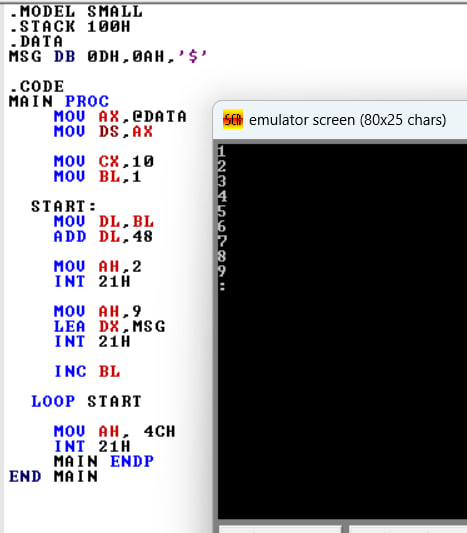 .MODEL SMALL
.STACK 100H
.DATA
MSG DB 0DH,0AH,'$'
.CODE
MAIN PROC
MOV AX,@DATA
MOV DS,AX
MOV CX,10
MOV BL,1
START:
MOV DL,BL
ADD DL,48
MOV AH,2
INT 21H
MOV AH,9
LEA DX,MSG
INT 21H
INC BL
LOOP START
MOV AH, 4CH
INT 21H
MAIN ENDP
END MAIN
SCR emulator screen (80x25 chars)
1
2
3
4
5
6
7
8
9
: